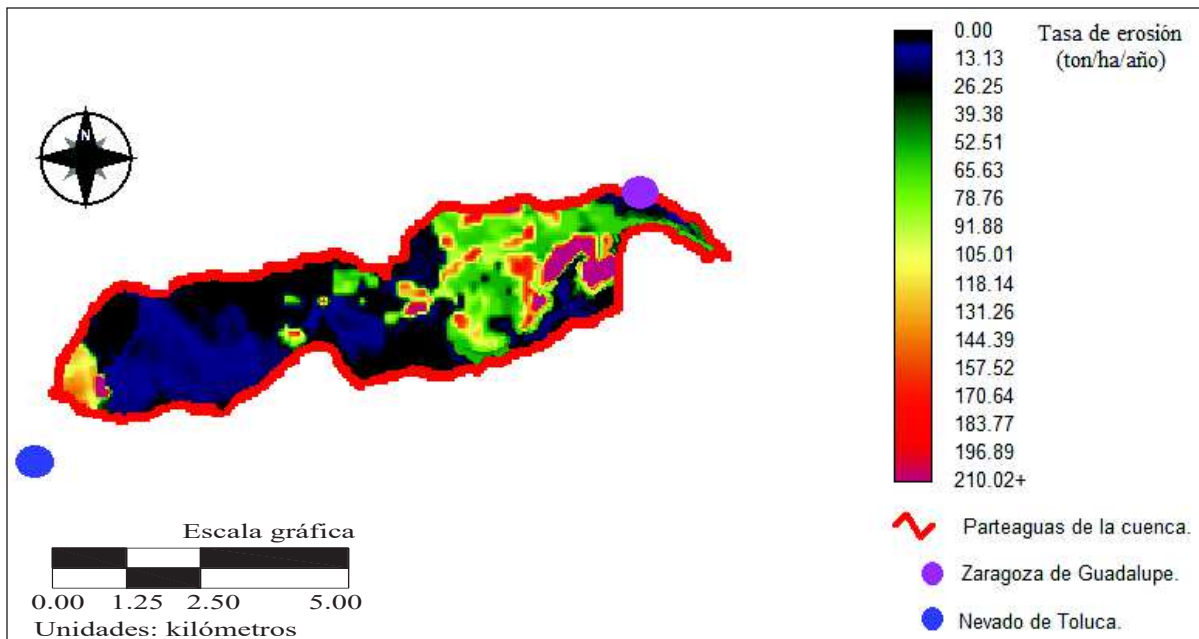 0.00
13.13
26.25
39.38
52.51
65.63
78.76
91.88
105.01
118.14
131.26
144.39
157.52
170.64
183.77
196.89
210.02+
Tasa de erosión
(ton/ha/año)
N
Parteaguas de la cuenca.
Zaragoza de Guadalupe.
Nevado de Toluca.
Escala gráfica
0.00 1.25 2.50 5.00
Unidades: kilómetros